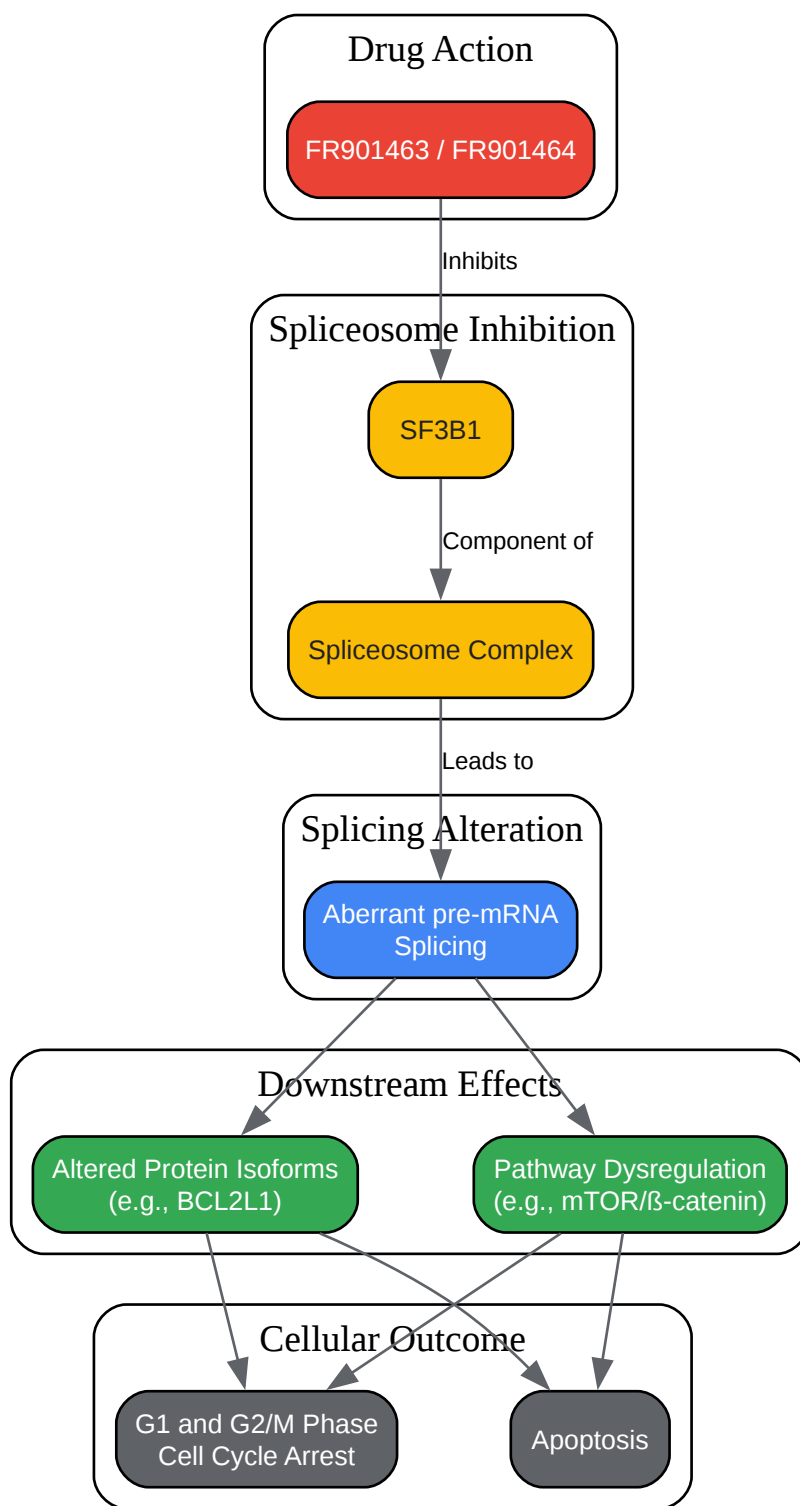 Drug Action
FR901463 / FR901464
Inhibits
Spliceosome Inhibition
SF3B1
Component of
Spliceosome Complex
Leads to
Splicing Alteration
Aberrant pre-mRNA
Splicing
Downstream Effects
Altered Protein Isoforms
(e.g., BCL2L1)
Pathway Dysregulation
(e.g., mTOR/ß-catenin)
Cellular Outcome
G1 and G2/M Phase
Cell Cycle Arrest
Apoptosis